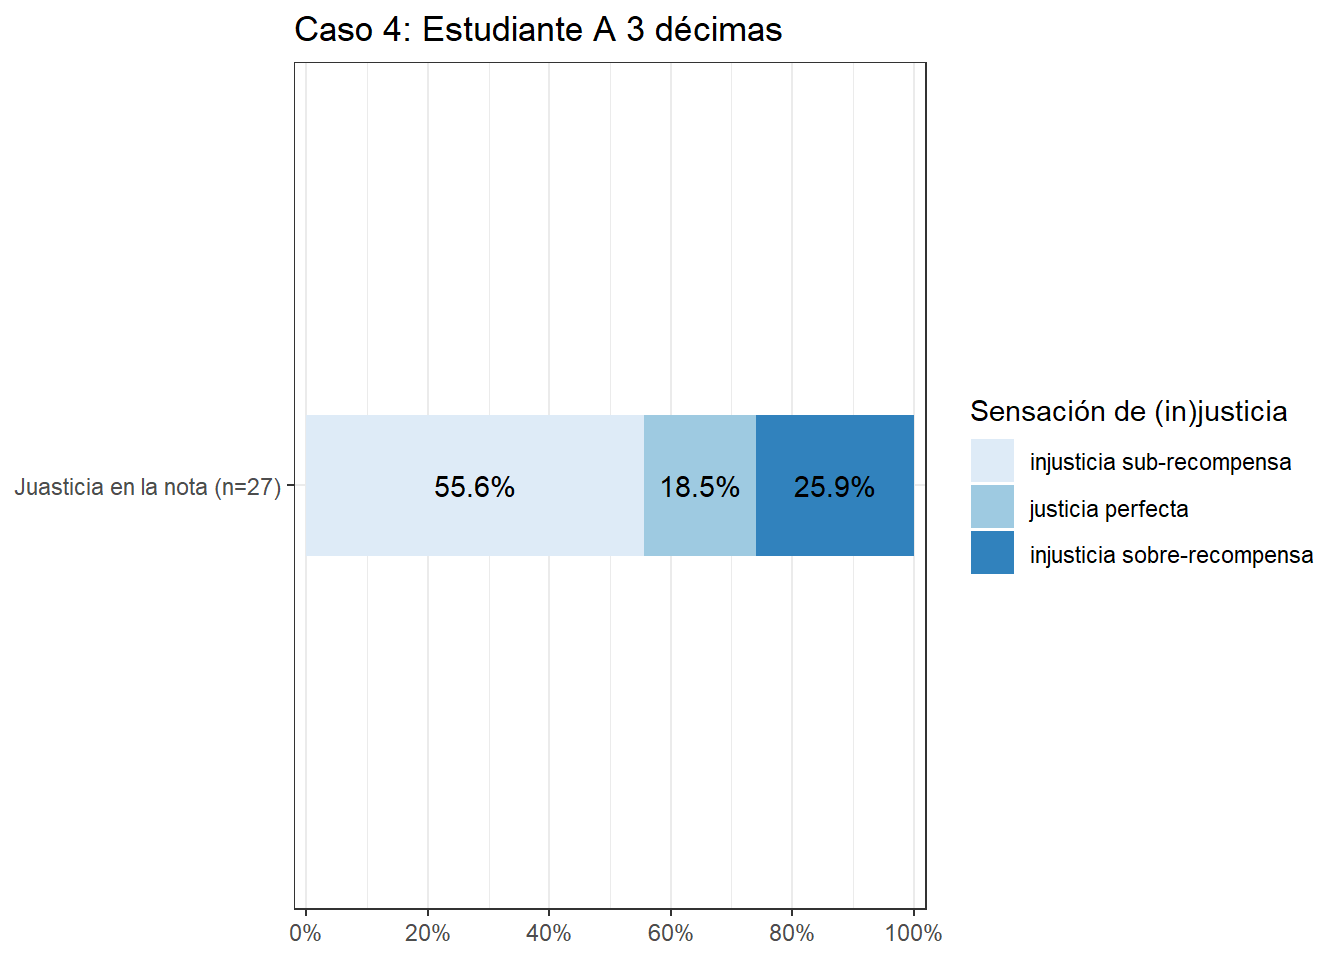 Caso 4: Estudiante A 3 décimas
Juasticia en la nota (n=27)
55.6% 18.5% 25.9%
0% 20% 40% 60% 80% 100%
Sensación de (in)justicia
injusticia sub-recompensa
justicia perfecta
injusticia sobre-recompensa